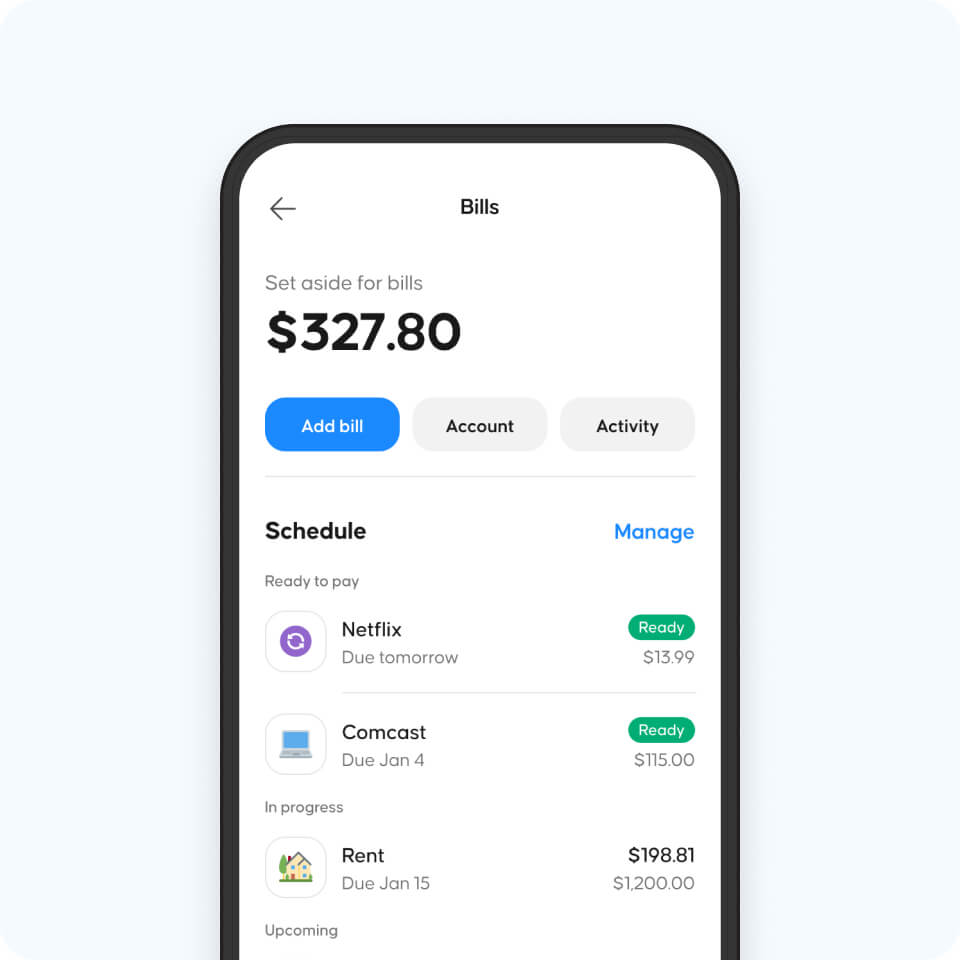 Bills
Set aside for bills
$327.80
Add bill Account Activity
Schedule Manage
Ready to pay
Netflix Ready
Due tomorrow $13.99
Comcast Ready
Due Jan 4 $115.00
In progress
Rent $198.81
Due Jan 15 $1,200.00
Upcoming